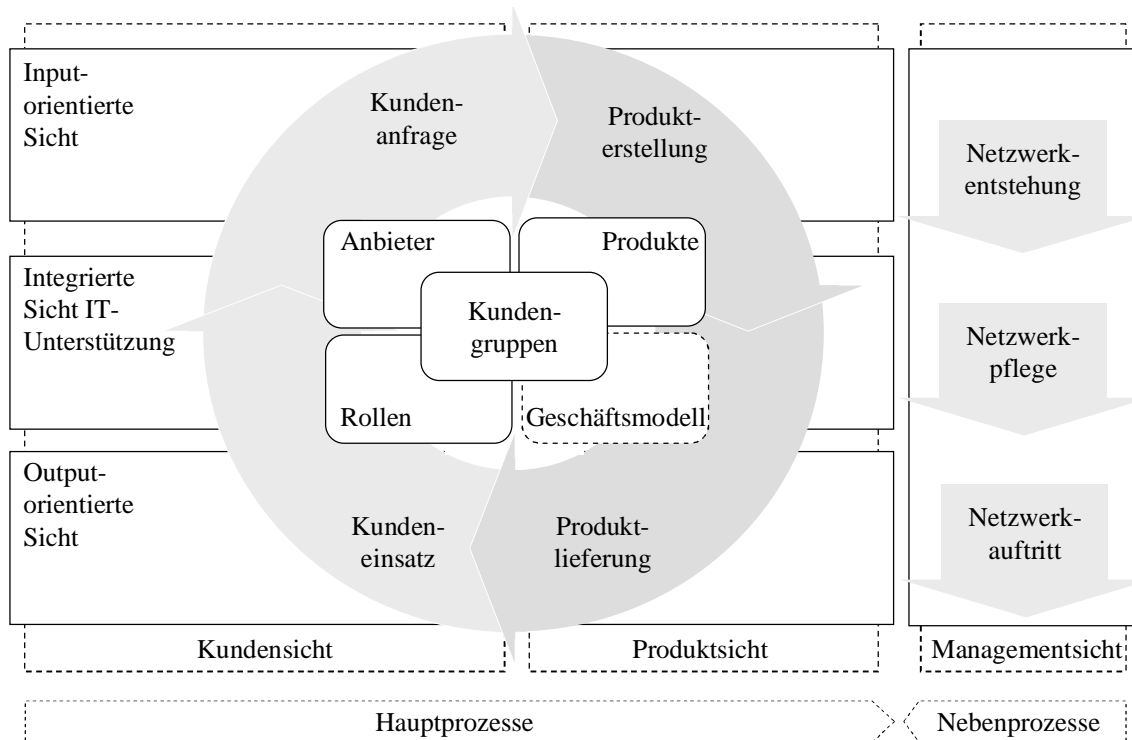 Input-
orientierte
Sicht
Kunden-
anfrage
Produkt-
erstellung
Netzwerk-
entstehung
Anbieter
Produkte
Integrierte
Sicht IT-
Unterstützung
Kunden-
gruppen
Netzwerk-
pflege
Rollen
Geschäftsmodell
Output-
orientierte
Sicht
Kunden-
einsatz
Produkt-
lieferung
Netzwerk-
auftritt
Kundensicht
Produktsicht
Managementsicht
Hauptprozesse
Nebenprozesse